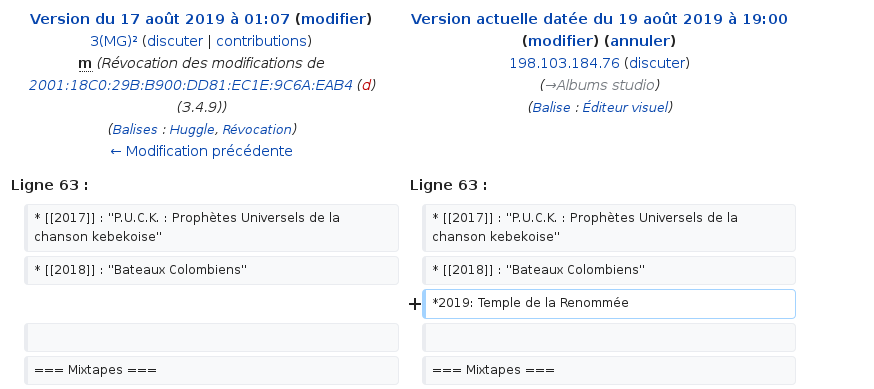 Version du 17 août 2019 à 01:07 (modifier)
3(MG)² (discuter | contributions)
m (Révocation des modifications de
2001:18C0:29B:B900:DD81:EC1E:9C6A:EAB4 (d)
(3.4.9))
(Balises : Huggle, Révocation)
← Modification précédente
Version actuelle datée du 19 août 2019 à 19:00
(modifier) (annuler)
198.103.184.76 (discuter)
(→Albums studio)
(Balise : Éditeur visuel)
Ligne 63 :
Ligne 63 :
* [[2017]] : ''P.U.C.K. : Prophètes Universels de la
chanson kebekoise''
* [[2017]] : ''P.U.C.K. : Prophètes Universels de la
chanson kebekoise''
* [[2018]] : ''Bateaux Colombiens''
* [[2018]] : ''Bateaux Colombiens''
+ *2019: Temple de la Renommée
=== Mixtapes ===
=== Mixtapes ===